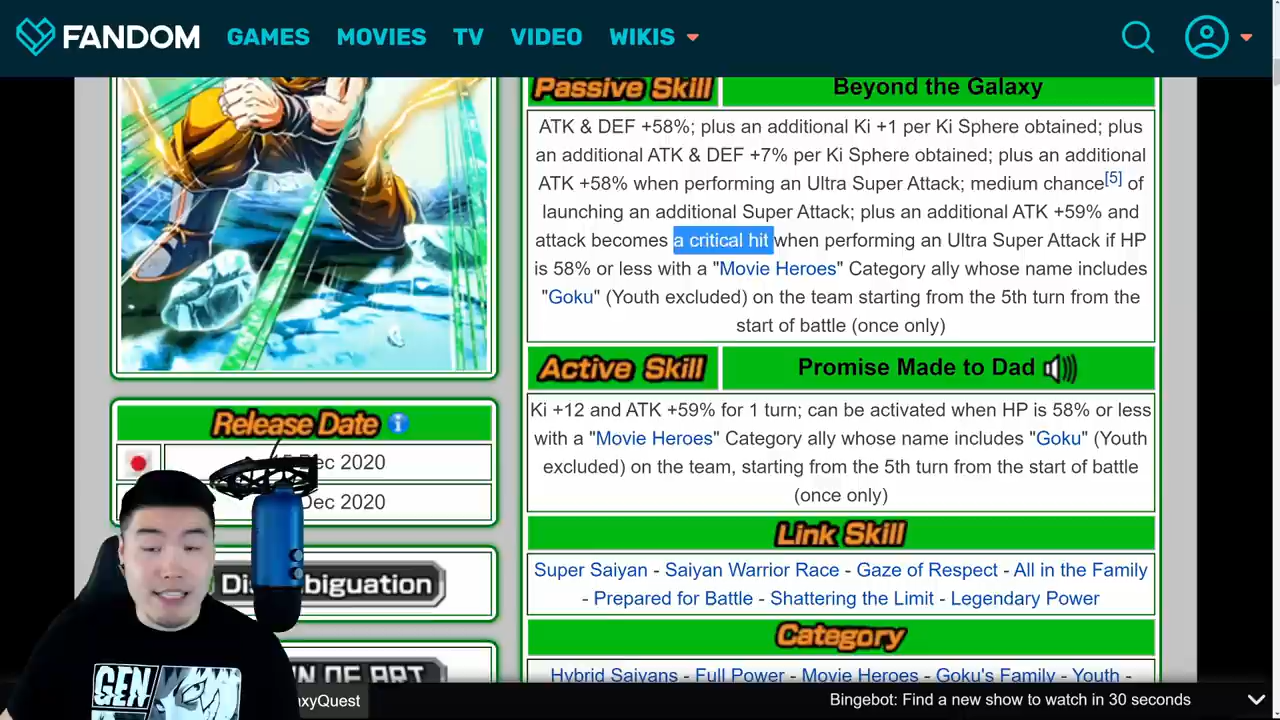 FANDOM GAMES MOVIES TV VIDEO WIKIS
Passive Skill Beyond the Galaxy
ATK & DEF +58%; plus an additional Ki +1 per Ki Sphere obtained; plus
an additional ATK & DEF +7% per Ki Sphere obtained; plus an additional
ATK +58% when performing an Ultra Super Attack; medium chance[5] of
launching an additional Super Attack; plus an additional ATK +59% and
attack becomes a critical hit when performing an Ultra Super Attack if HP
is 58% or less with a "Movie Heroes" Category ally whose name includes
"Goku" (Youth excluded) on the team starting from the 5th turn from the
start of battle (once only)
Active Skill Promise Made to Dad
Ki +12 and ATK +59% for 1 turn; can be activated when HP is 58% or less
with a "Movie Heroes" Category ally whose name includes "Goku" (Youth
excluded) on the team, starting from the 5th turn from the start of battle
(once only)
Link Skill
Super Saiyan - Saiyan Warrior Race - Gaze of Respect - All in the Family
- Prepared for Battle - Shattering the Limit - Legendary Power
Category
Hybrid Saiyans - Full Power - Movie Heroes - Goku's Family - Youth -
Release Date
Dec 2020
Dec 2020
GEN
Bingebot: Find a new show to watch in 30 seconds